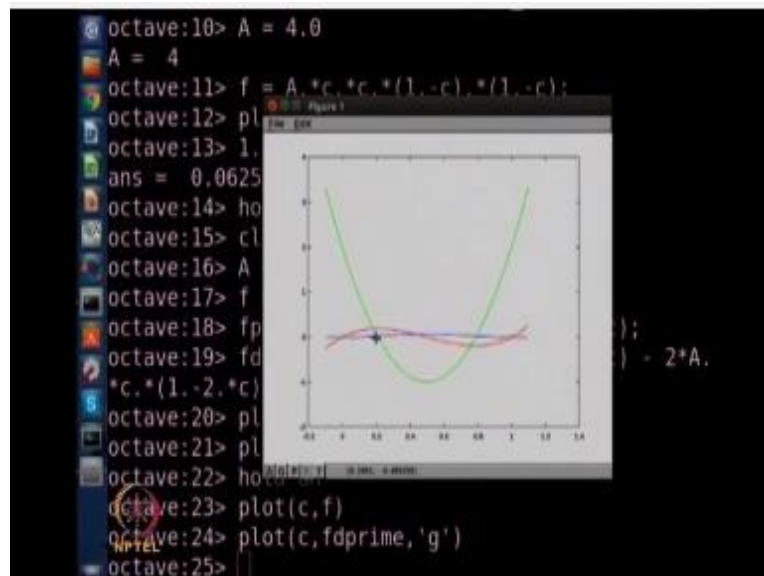 octave:10> A = 4.0
A = 4
octave:11> f = A.*c.*c.*(1.-c).*(1.-c);
octave:12> pl
Figure 1
File Edit
octave:13> 1.
ans = 0.0625
octave:14> ho
octave:15> cl
octave:16> A
octave:17> f
octave:18> fp );
octave:19> fd ) - 2*A.
*c.*(1.-2.*c)
octave:20> pl
octave:21> pl
octave:22> hold on
octave:23> plot(c,f)
octave:24> plot(c,fdprime,'g')
NPTEL
octave:25>